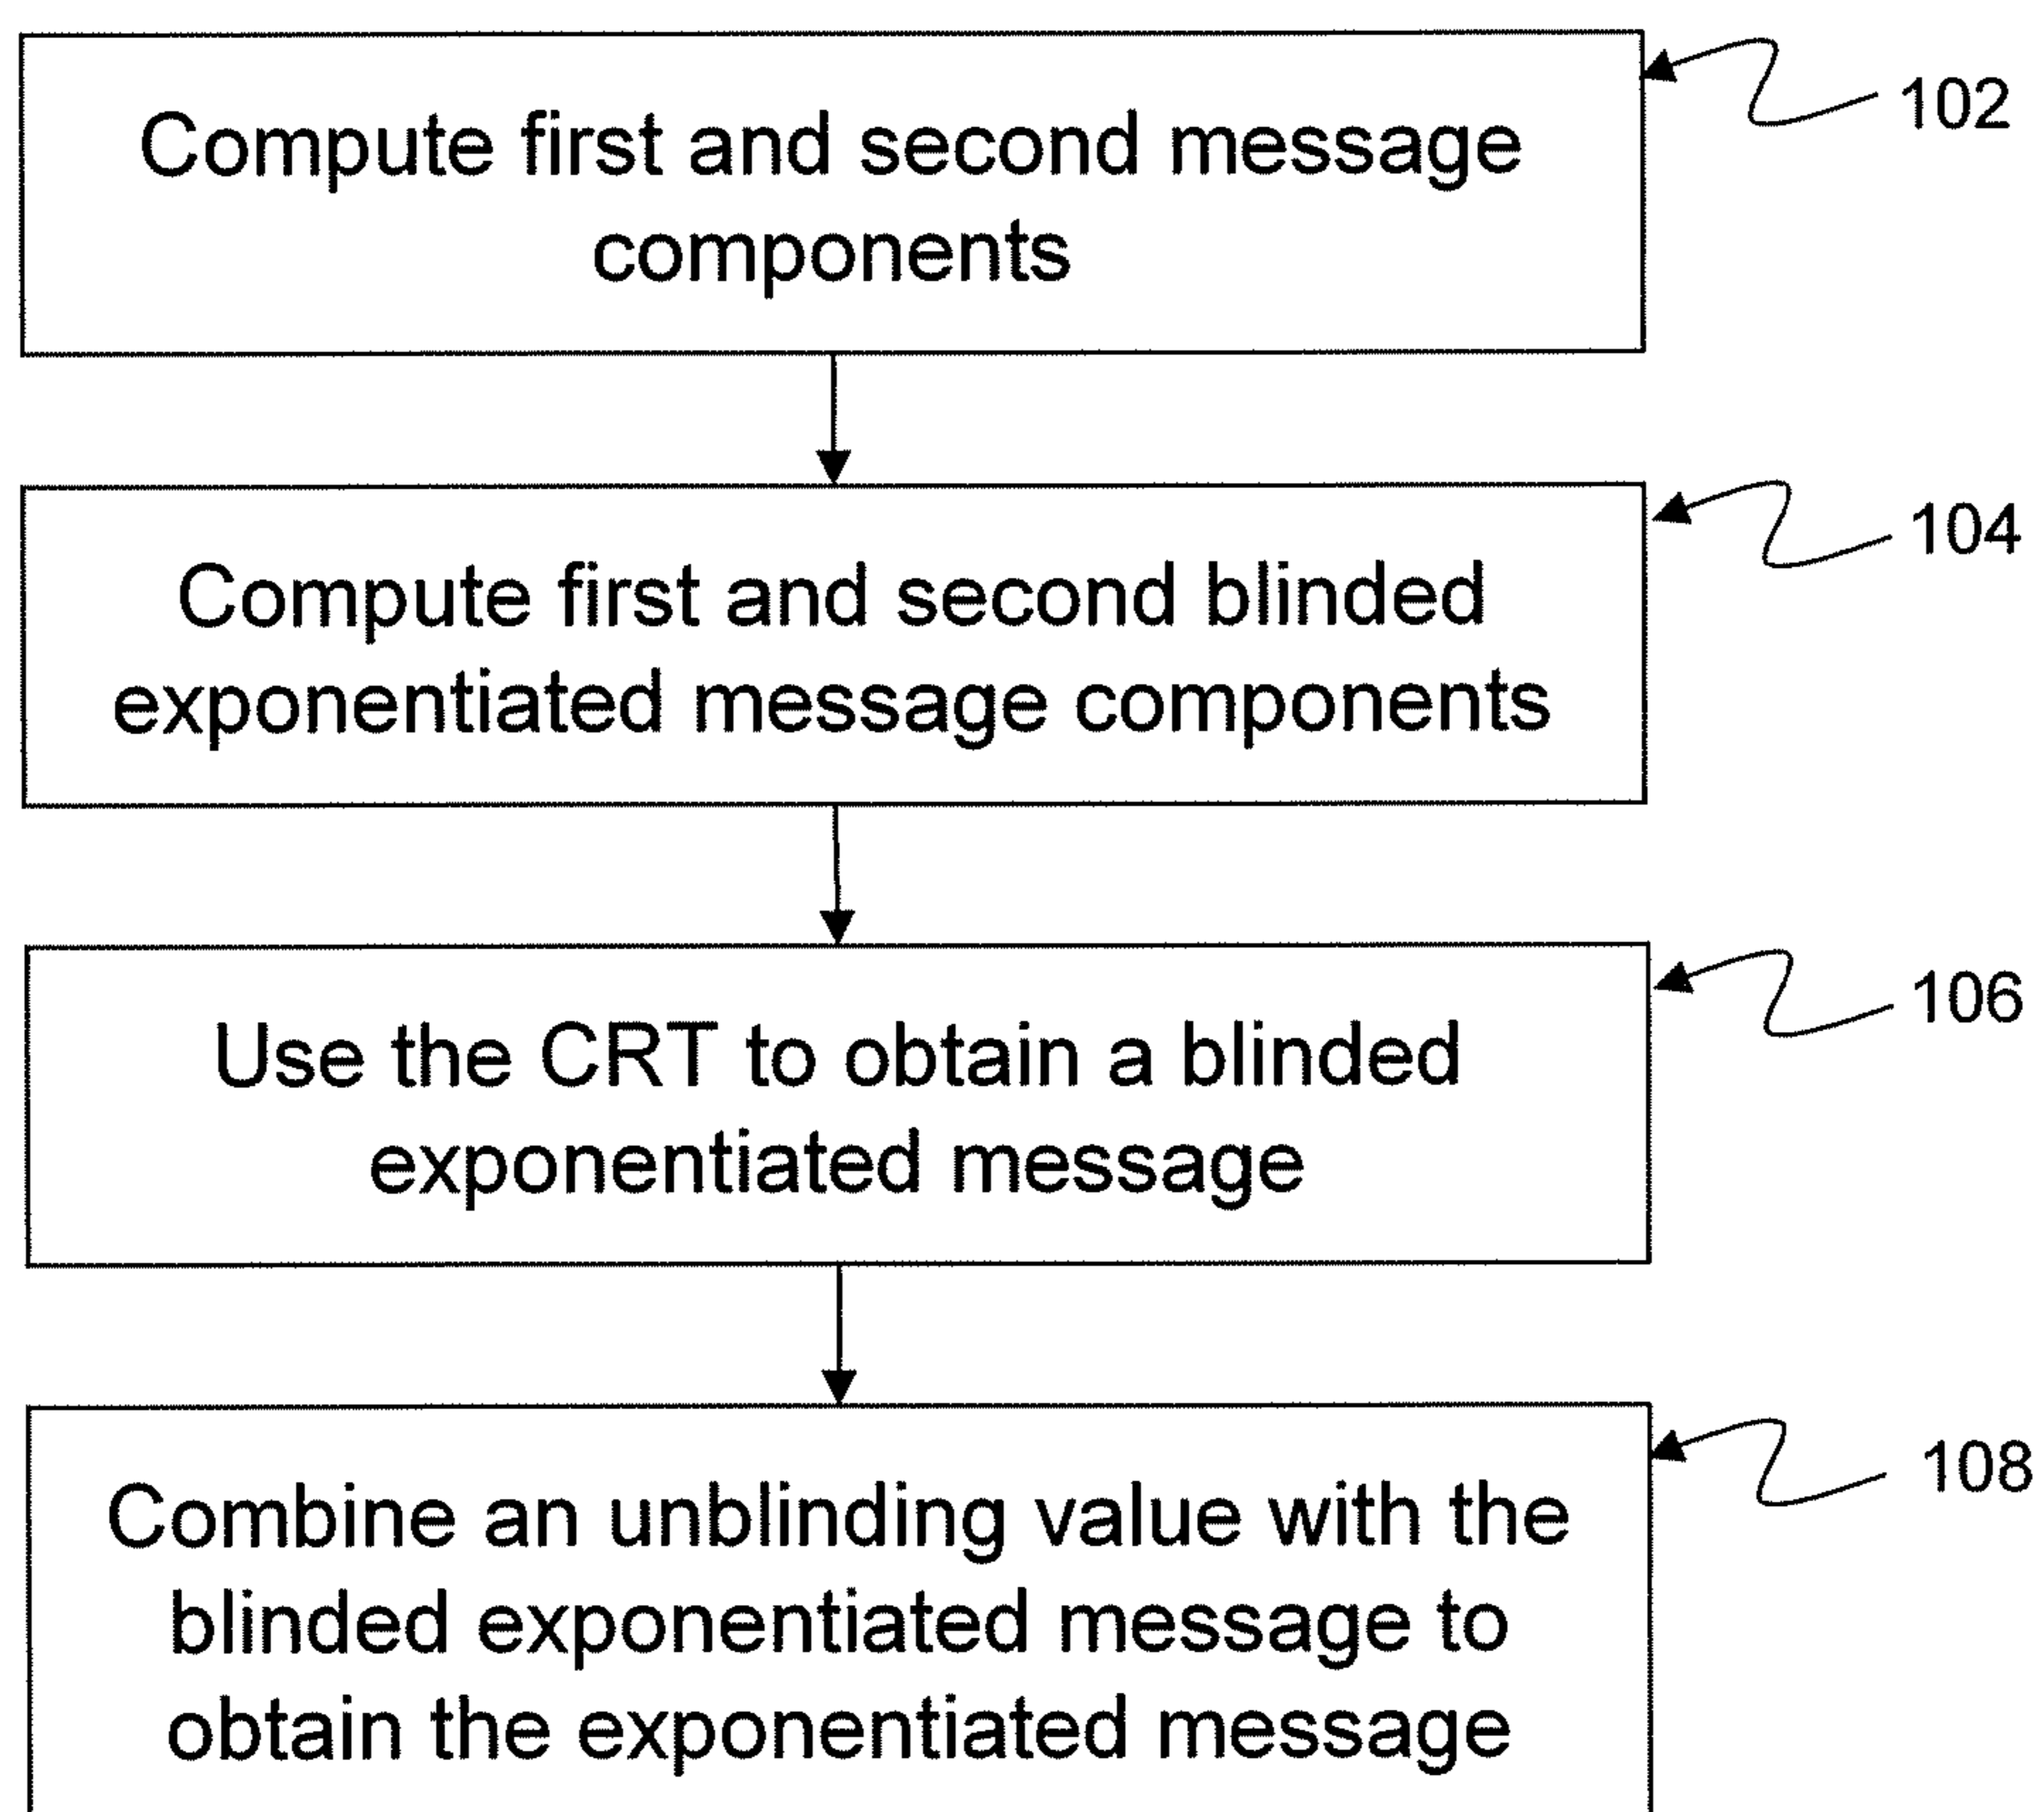 Compute first and second message
components
102
Compute first and second blinded
exponentiated message components
104
Use the CRT to obtain a blinded
exponentiated message
106
Combine an unblinding value with the
blinded exponentiated message to
obtain the exponentiated message
108